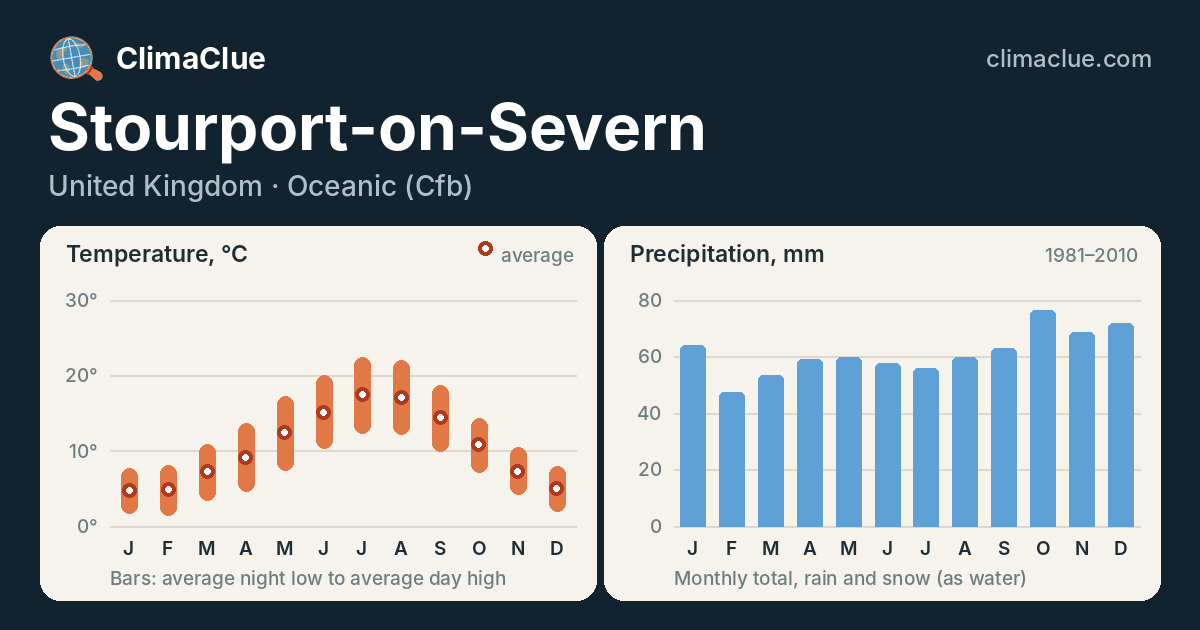 ClimaClue
climaclue.com
Stourport-on-Severn
United Kingdom · Oceanic (Cfb)
Temperature, °C
average
30°
20°
10°
0°
J F M A M J J A S O N D
Bars: average night low to average day high
Precipitation, mm
1981–2010
80
60
40
20
0
J F M A M J J A S O N D
Monthly total, rain and snow (as water)